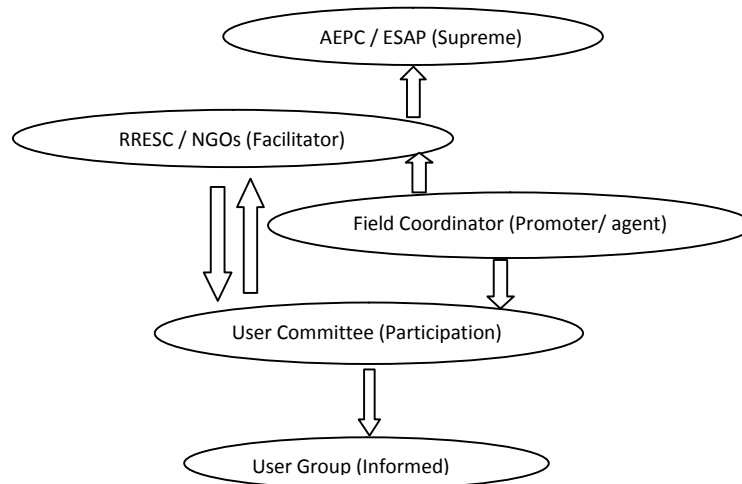 AEPC / ESAP (Supreme)
RRESC / NGOs (Facilitator)
Field Coordinator (Promoter/ agent)
User Committee (Participation)
User Group (Informed)